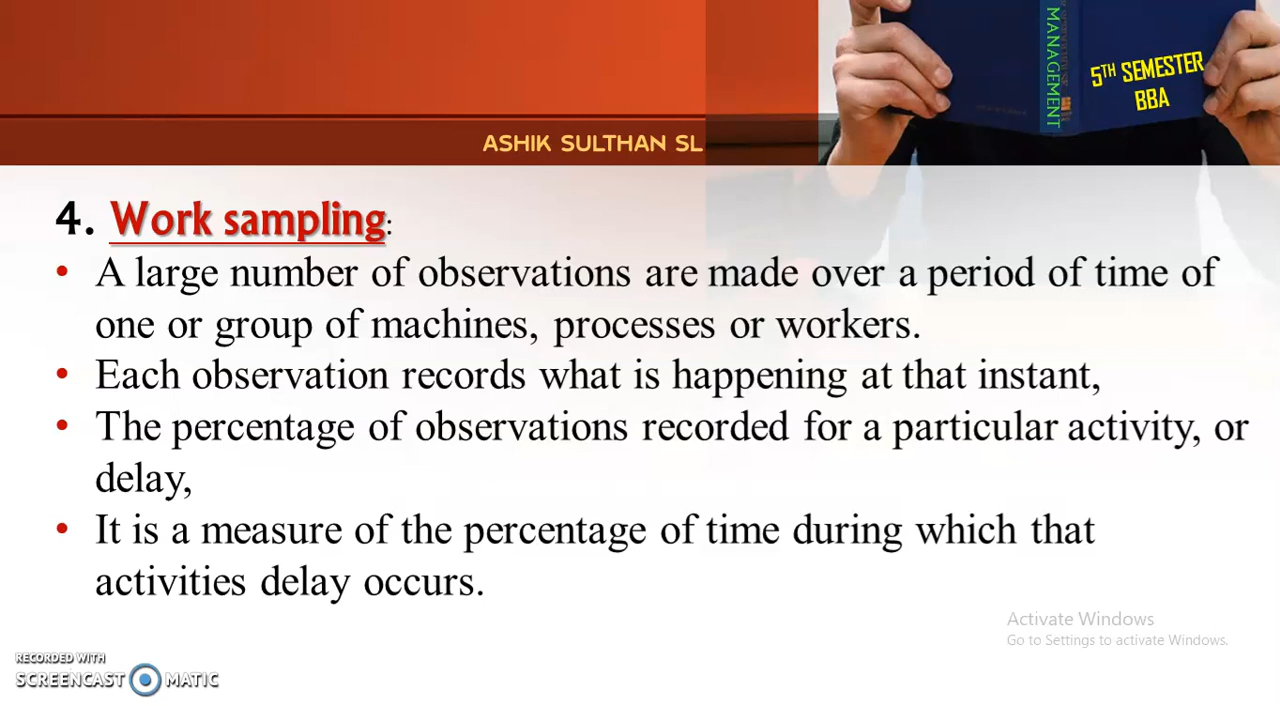 MANAGEMENT
5TH SEMESTER
BBA
ASHIK SULTHAN SL
4. Work sampling:
• A large number of observations are made over a period of time of
one or group of machines, processes or workers.
• Each observation records what is happening at that instant,
• The percentage of observations recorded for a particular activity, or
delay,
• It is a measure of the percentage of time during which that
activities delay occurs.
Activate Windows
Go to Settings to activate Windows.
RECORDED WITH
SCREENCAST MATIC